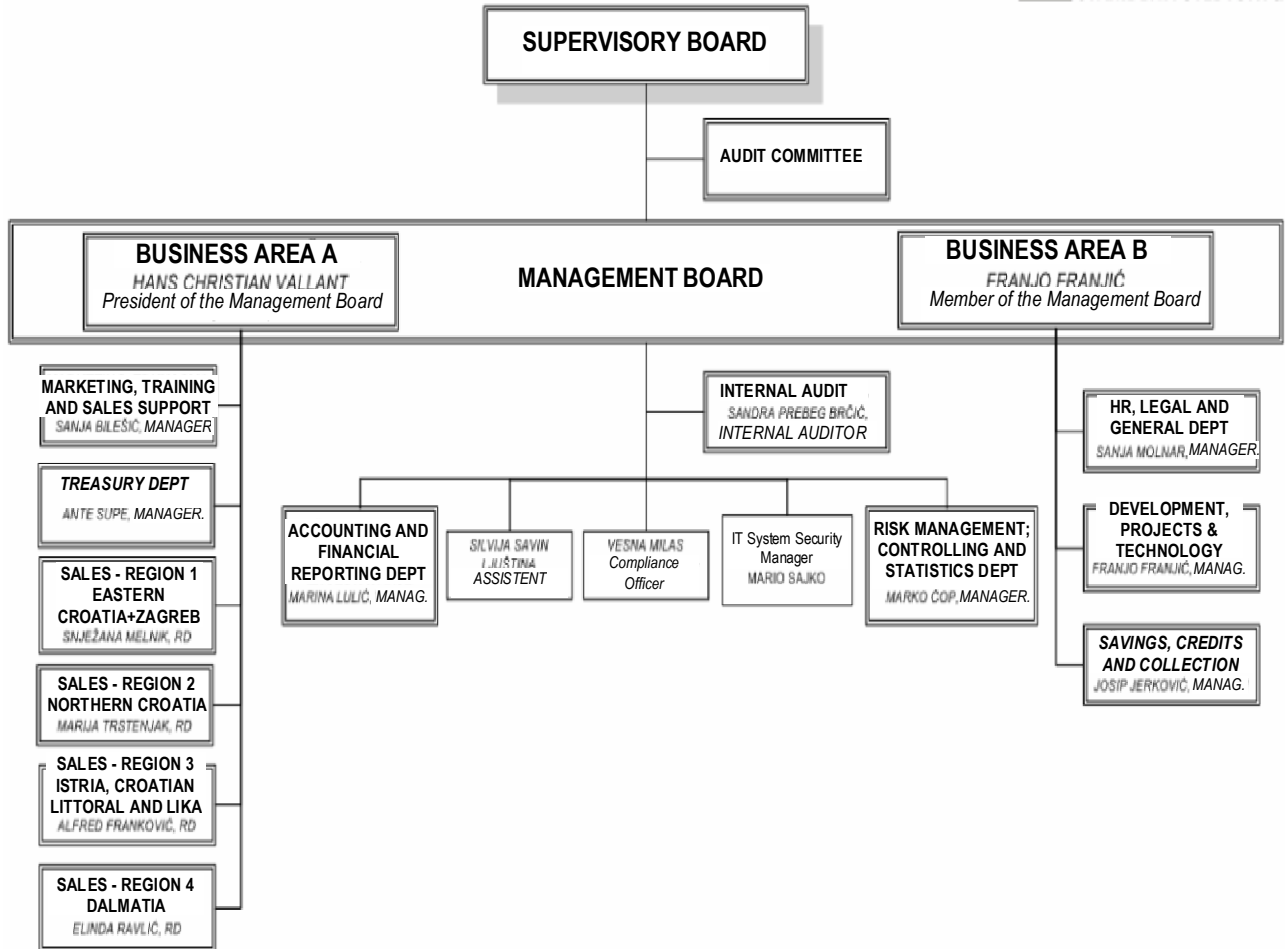 SUPERVISORY BOARD
AUDIT COMMITTEE
BUSINESS AREA A
HANS CHRISTIAN VALLANT
President of the Management Board
MANAGEMENT BOARD
BUSINESS AREA B
FRANJO FRANJIĆ
Member of the Management Board
MARKETING, TRAINING
AND SALES SUPPORT
SANJA BILEŠIĆ, MANAGER
TREASURY DEPT
ANTE SUPE, MANAGER.
SALES - REGION 1
EASTERN
CROATIA+ZAGREB
SNJEŽANA MELNIK, RD
SALES - REGION 2
NORTHERN CROATIA
MARIJA TRSTENJAK, RD
SALES - REGION 3
ISTRIA, CROATIAN
LITTORAL AND LIKA
ALFRED FRANKOVIĆ, RD
SALES - REGION 4
DALMATIA
ELINDA RAVLIĆ, RD
INTERNAL AUDIT
SANDRA PREBEG BRČIĆ,
INTERNAL AUDITOR
ACCOUNTING AND
FINANCIAL
REPORTING DEPT
MARINA LULIĆ, MANAG.
SILVIJA SAVIN
LJUŠTINA
ASSISTENT
VESNA MILAS
Compliance
Officer
IT System Security
Manager
MARIO SAJKO
RISK MANAGEMENT;
CONTROLLING AND
STATISTICS DEPT
MARKO ČOP, MANAGER.
HR, LEGAL AND
GENERAL DEPT
SANJA MOLNAR, MANAGER.
DEVELOPMENT,
PROJECTS &
TECHNOLOGY
FRANJO FRANJIĆ, MANAG.
SAVINGS, CREDITS
AND COLLECTION
JOSIP JERKOVIĆ, MANAG.